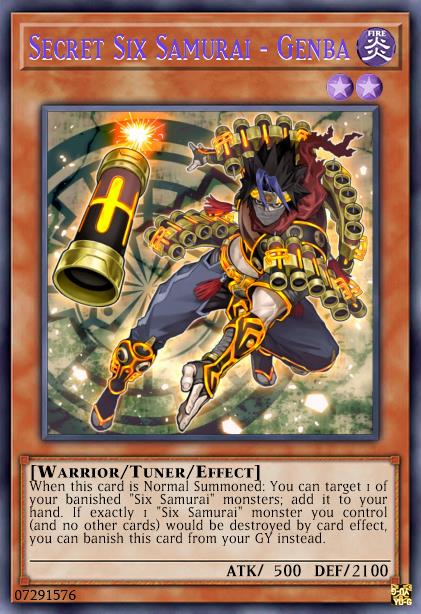 Secret Six Samurai - Genba
FIRE
炎
[Warrior/Tuner/Effect]
When this card is Normal Summoned: You can target 1 of
your banished "Six Samurai" monsters; add it to your
hand. If exactly 1 "Six Samurai" monster you control
(and no other cards) would be destroyed by card effect,
you can banish this card from your GY instead.
ATK/ 500 DEF/2100
07291576